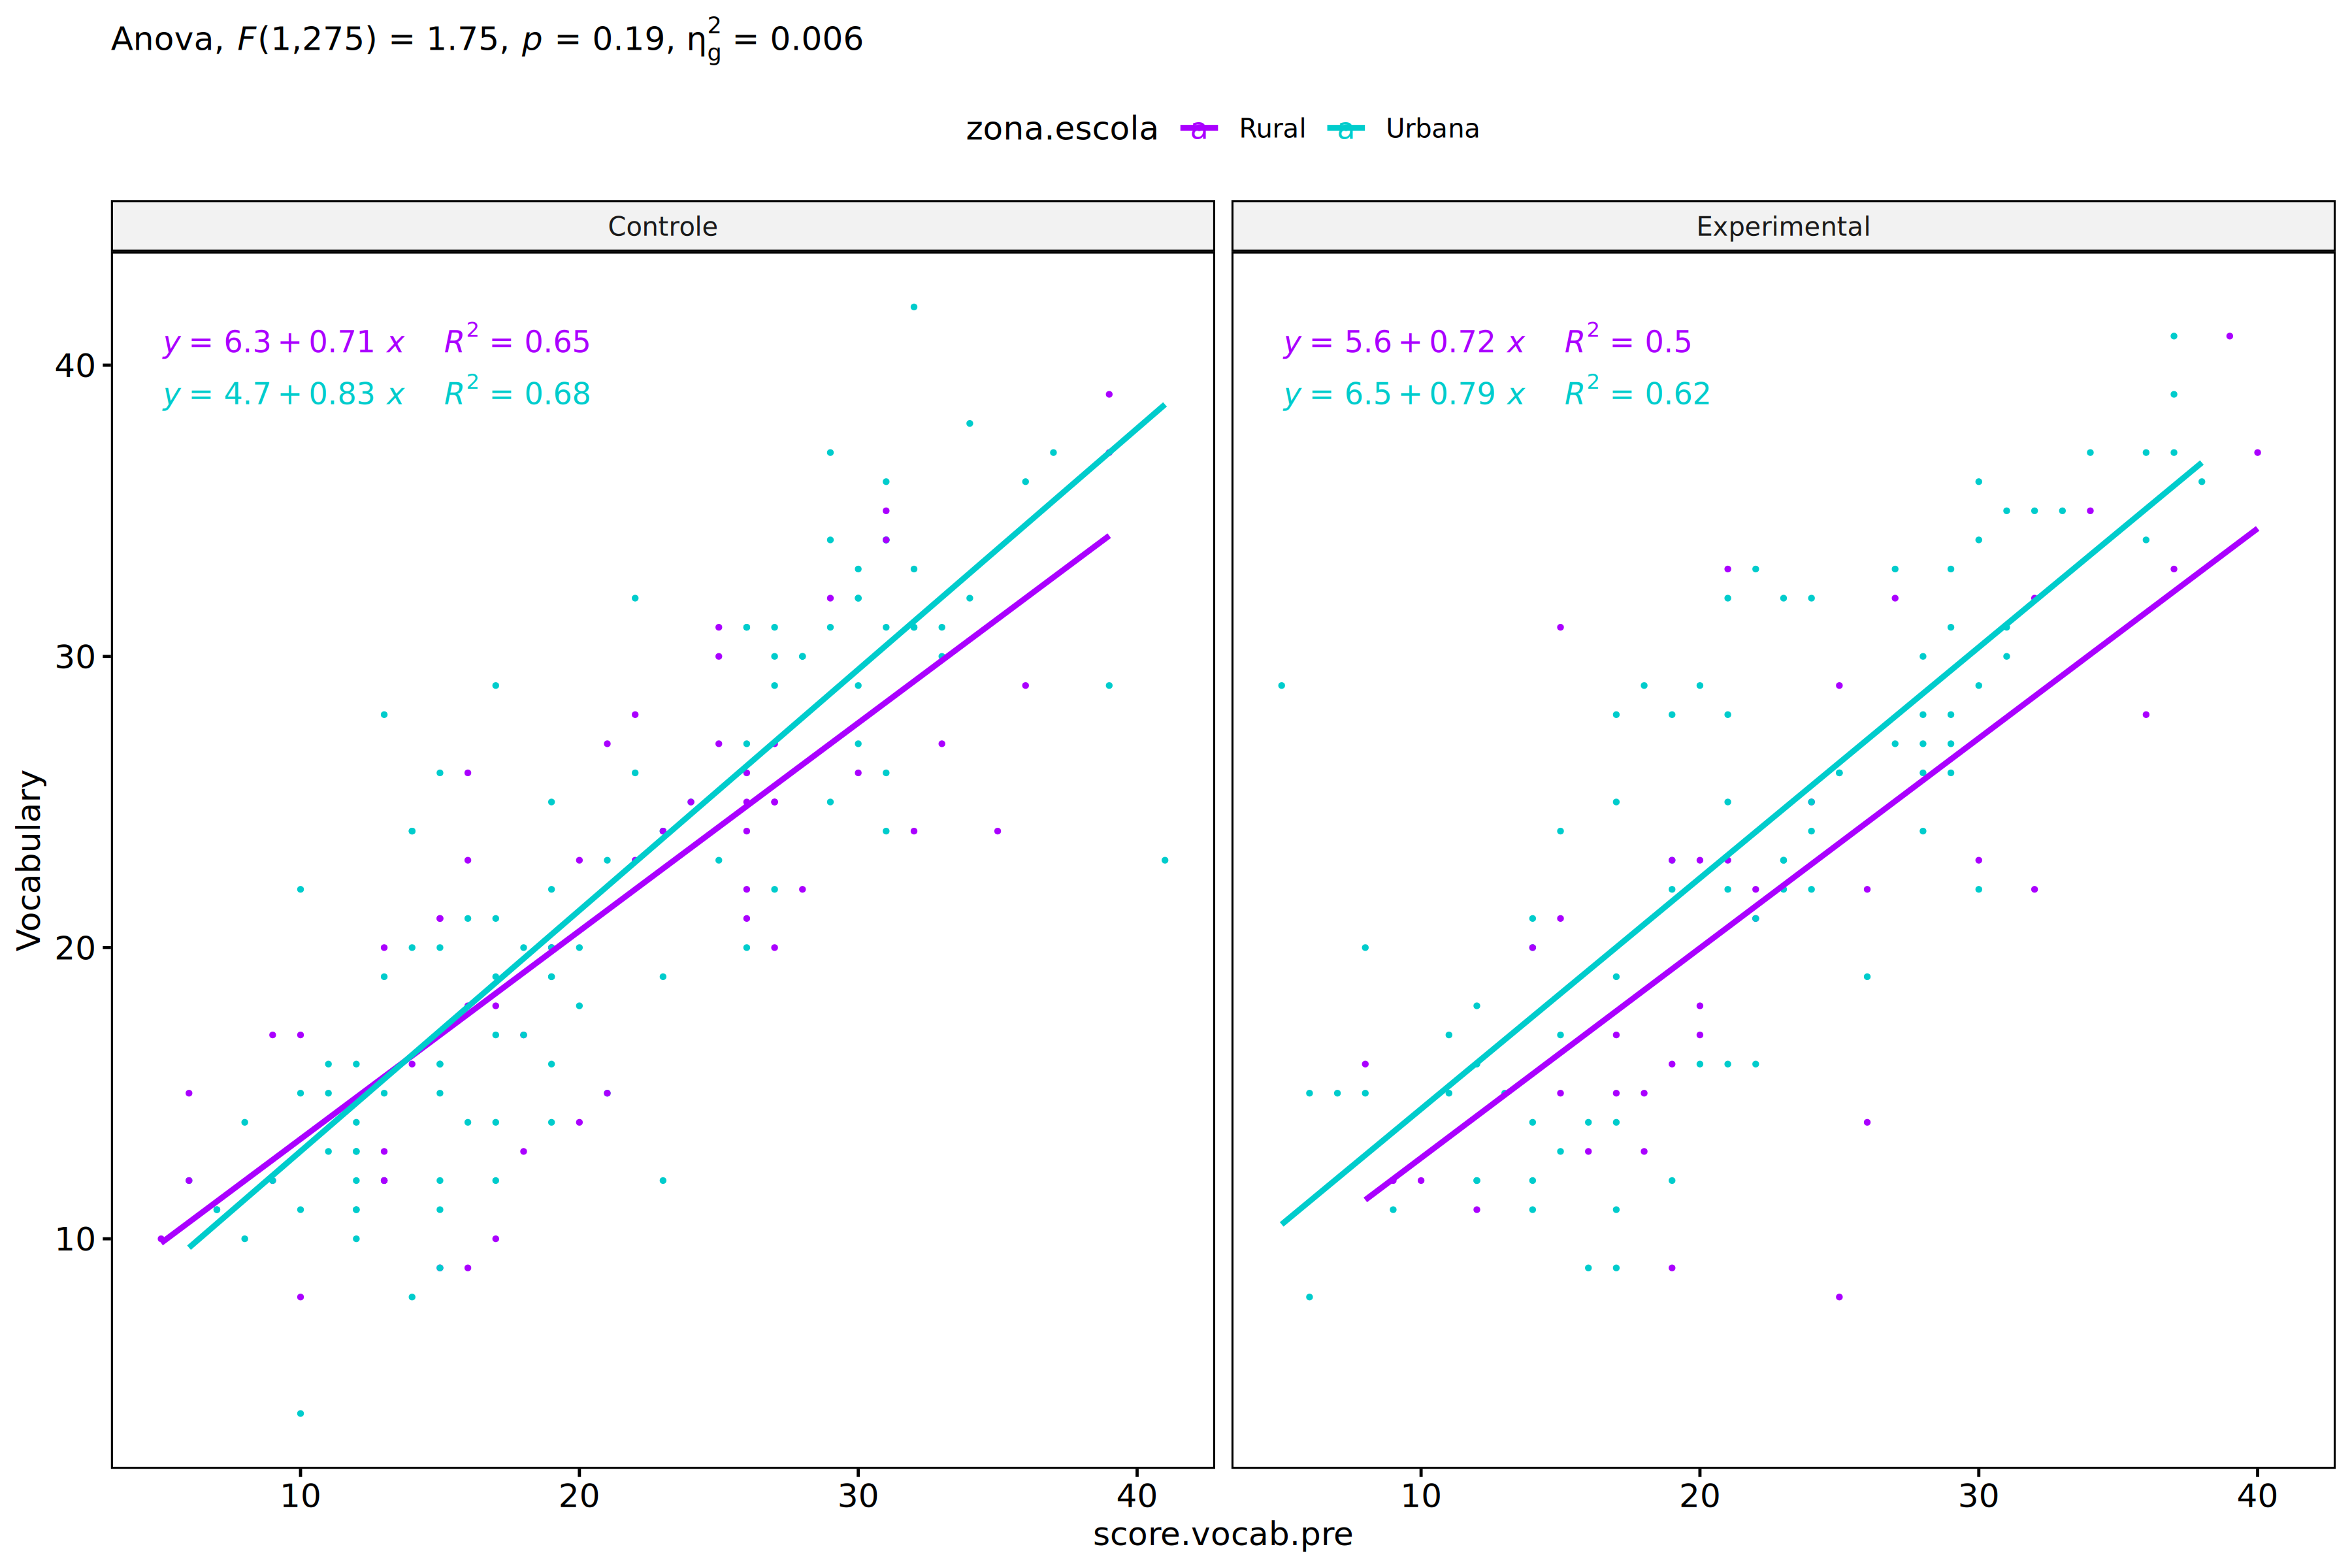 Anova, F(1,275) = 1.75, p = 0.19, η²g = 0.006
zona.escola a Rural a Urbana
Controle Experimental
y = 6.3 + 0.71 x R² = 0.65
y = 4.7 + 0.83 x R² = 0.68
y = 5.6 + 0.72 x R² = 0.5
y = 6.5 + 0.79 x R² = 0.62
Vocabulary
40
30
20
10
10 20 30 40
10 20 30 40
score.vocab.pre